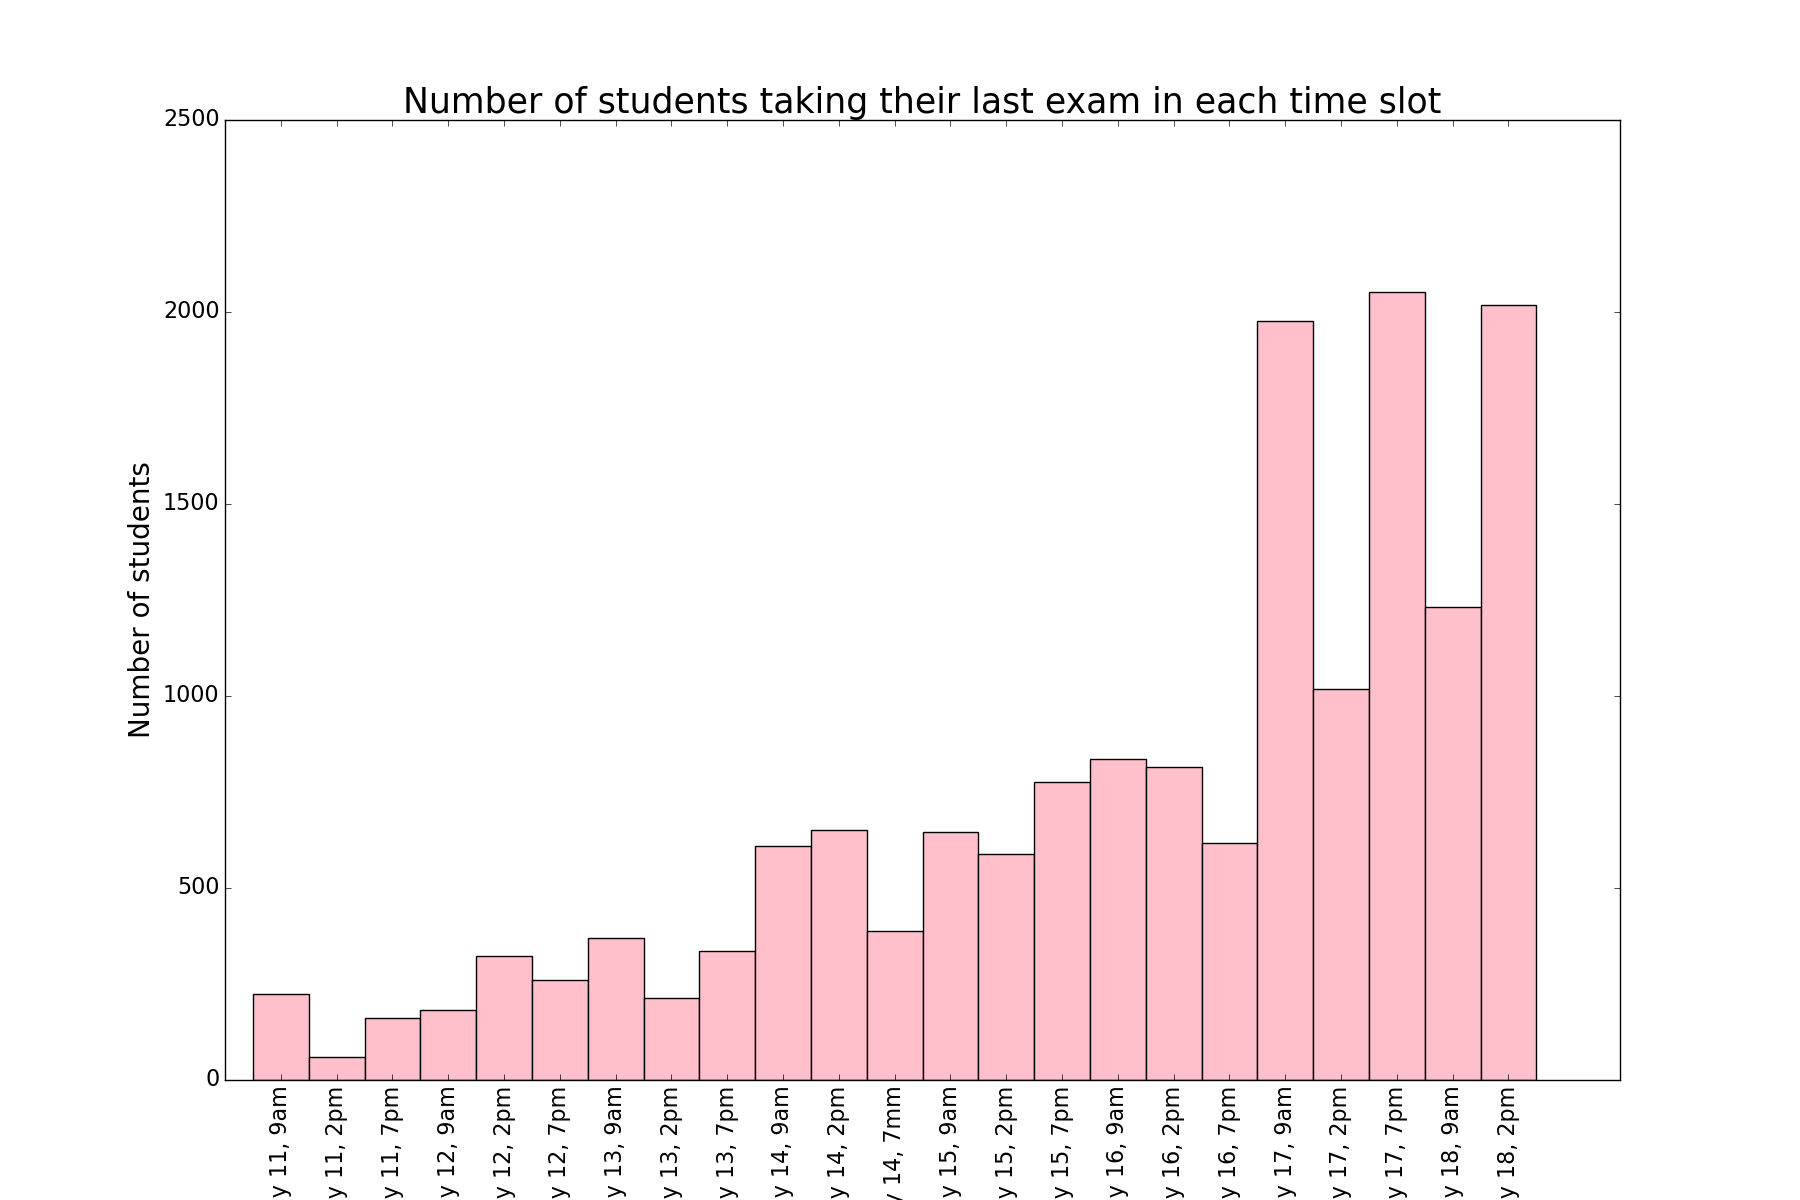 Number of students taking their last exam in each time slot
2500
2000
1500
1000
500
0
Number of students
y 11, 9am
y 11, 2pm
y 11, 7pm
y 12, 9am
y 12, 2pm
y 12, 7pm
y 13, 9am
y 13, 2pm
y 13, 7pm
y 14, 9am
y 14, 2pm
y 14, 7mm
y 15, 9am
y 15, 2pm
y 15, 7pm
y 16, 9am
y 16, 2pm
y 16, 7pm
y 17, 9am
y 17, 2pm
y 17, 7pm
y 18, 9am
y 18, 2pm